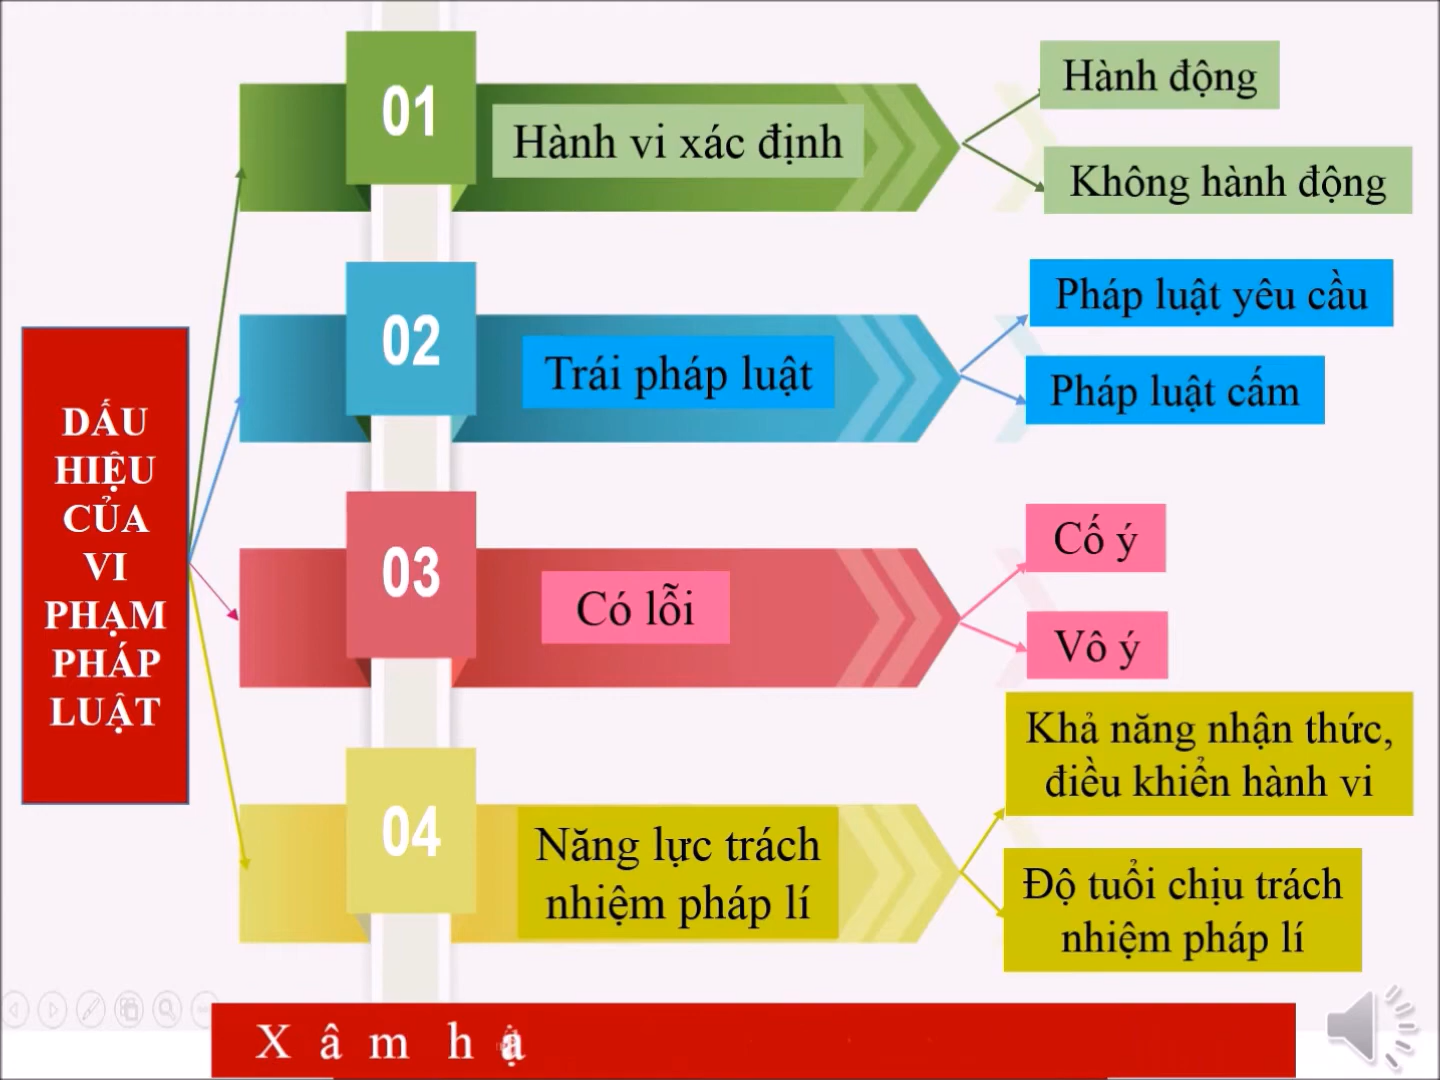 DẤU
HIỆU
CỦA
VI
PHẠM
PHÁP
LUẬT
01
Hành vi xác định
Hành động
Không hành động
02
Trái pháp luật
Pháp luật yêu cầu
Pháp luật cấm
03
Có lỗi
Cố ý
Vô ý
04
Năng lực trách
nhiệm pháp lí
Khả năng nhận thức,
điều khiển hành vi
Độ tuổi chịu trách
nhiệm pháp lí
X â m